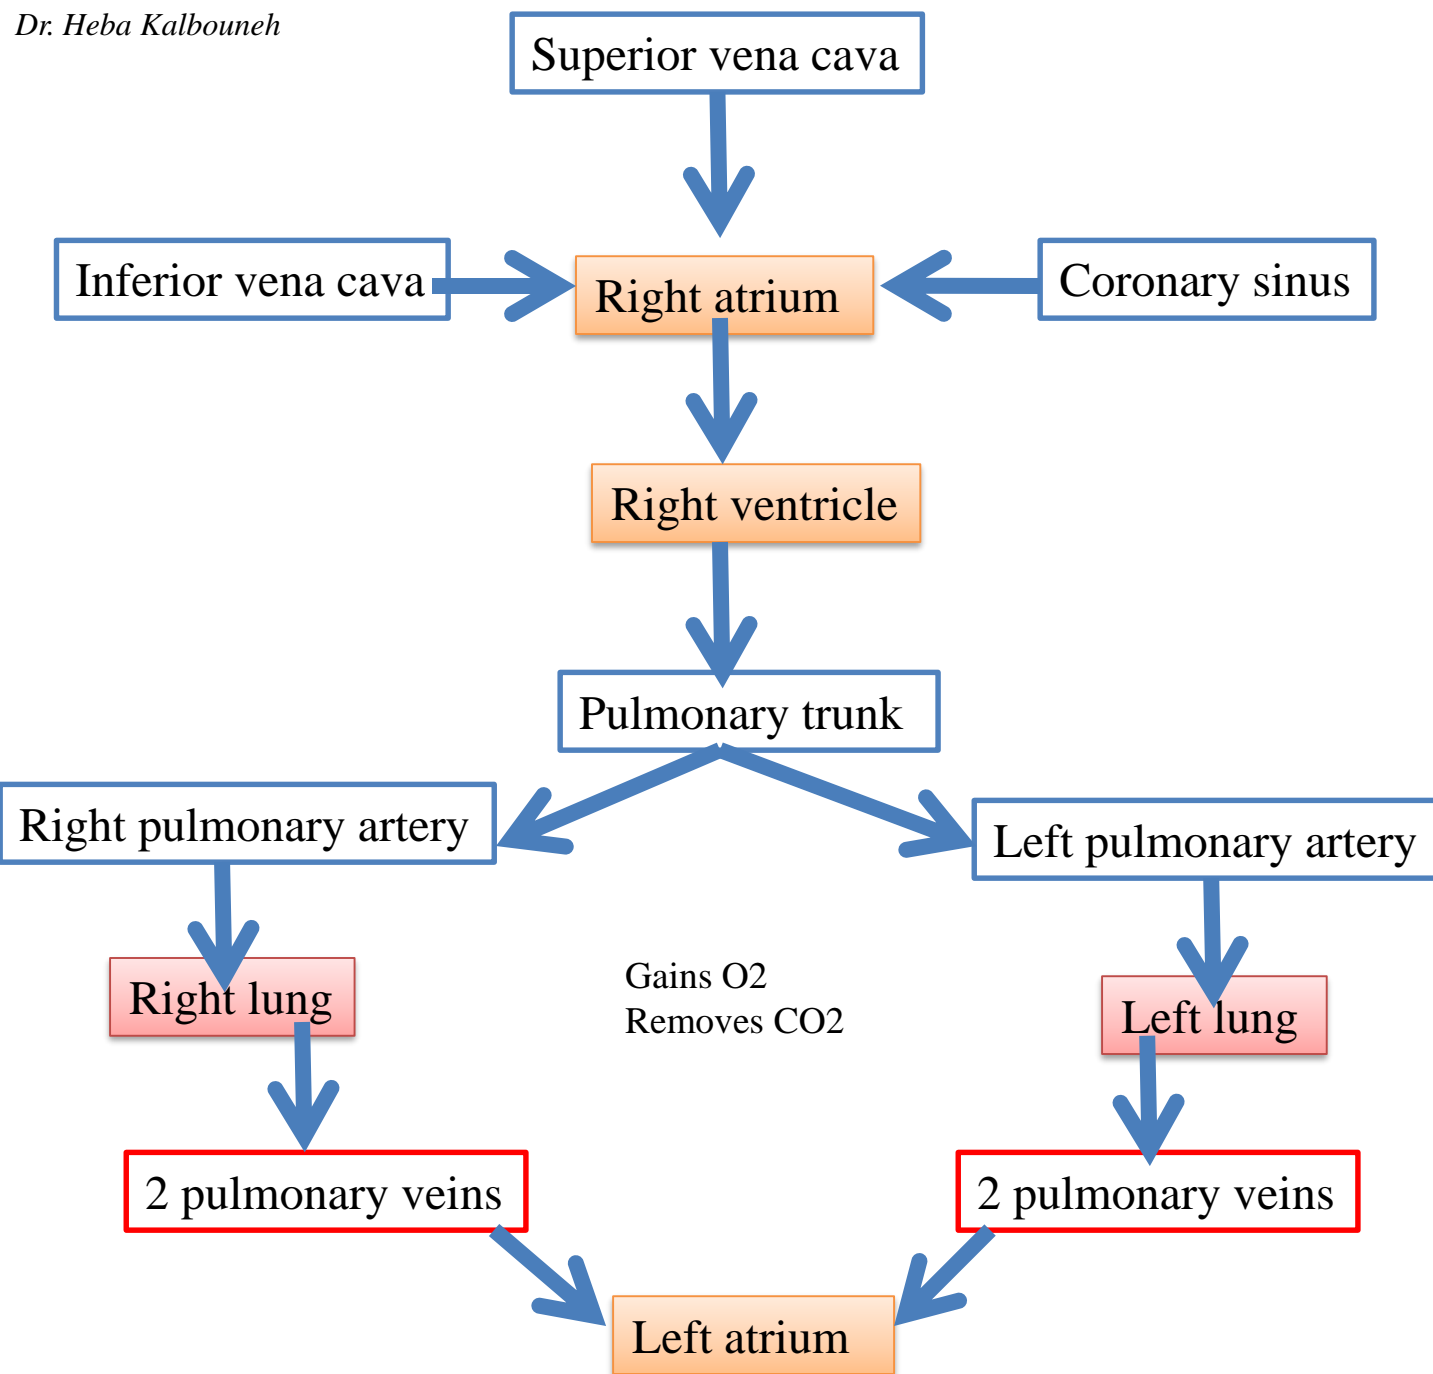 Dr. Heba Kalbouneh
Superior vena cava
Inferior vena cava
Right atrium
Coronary sinus
Right ventricle
Pulmonary trunk
Right pulmonary artery
Left pulmonary artery
Right lung
Gains O2
Removes CO2
Left lung
2 pulmonary veins
2 pulmonary veins
Left atrium